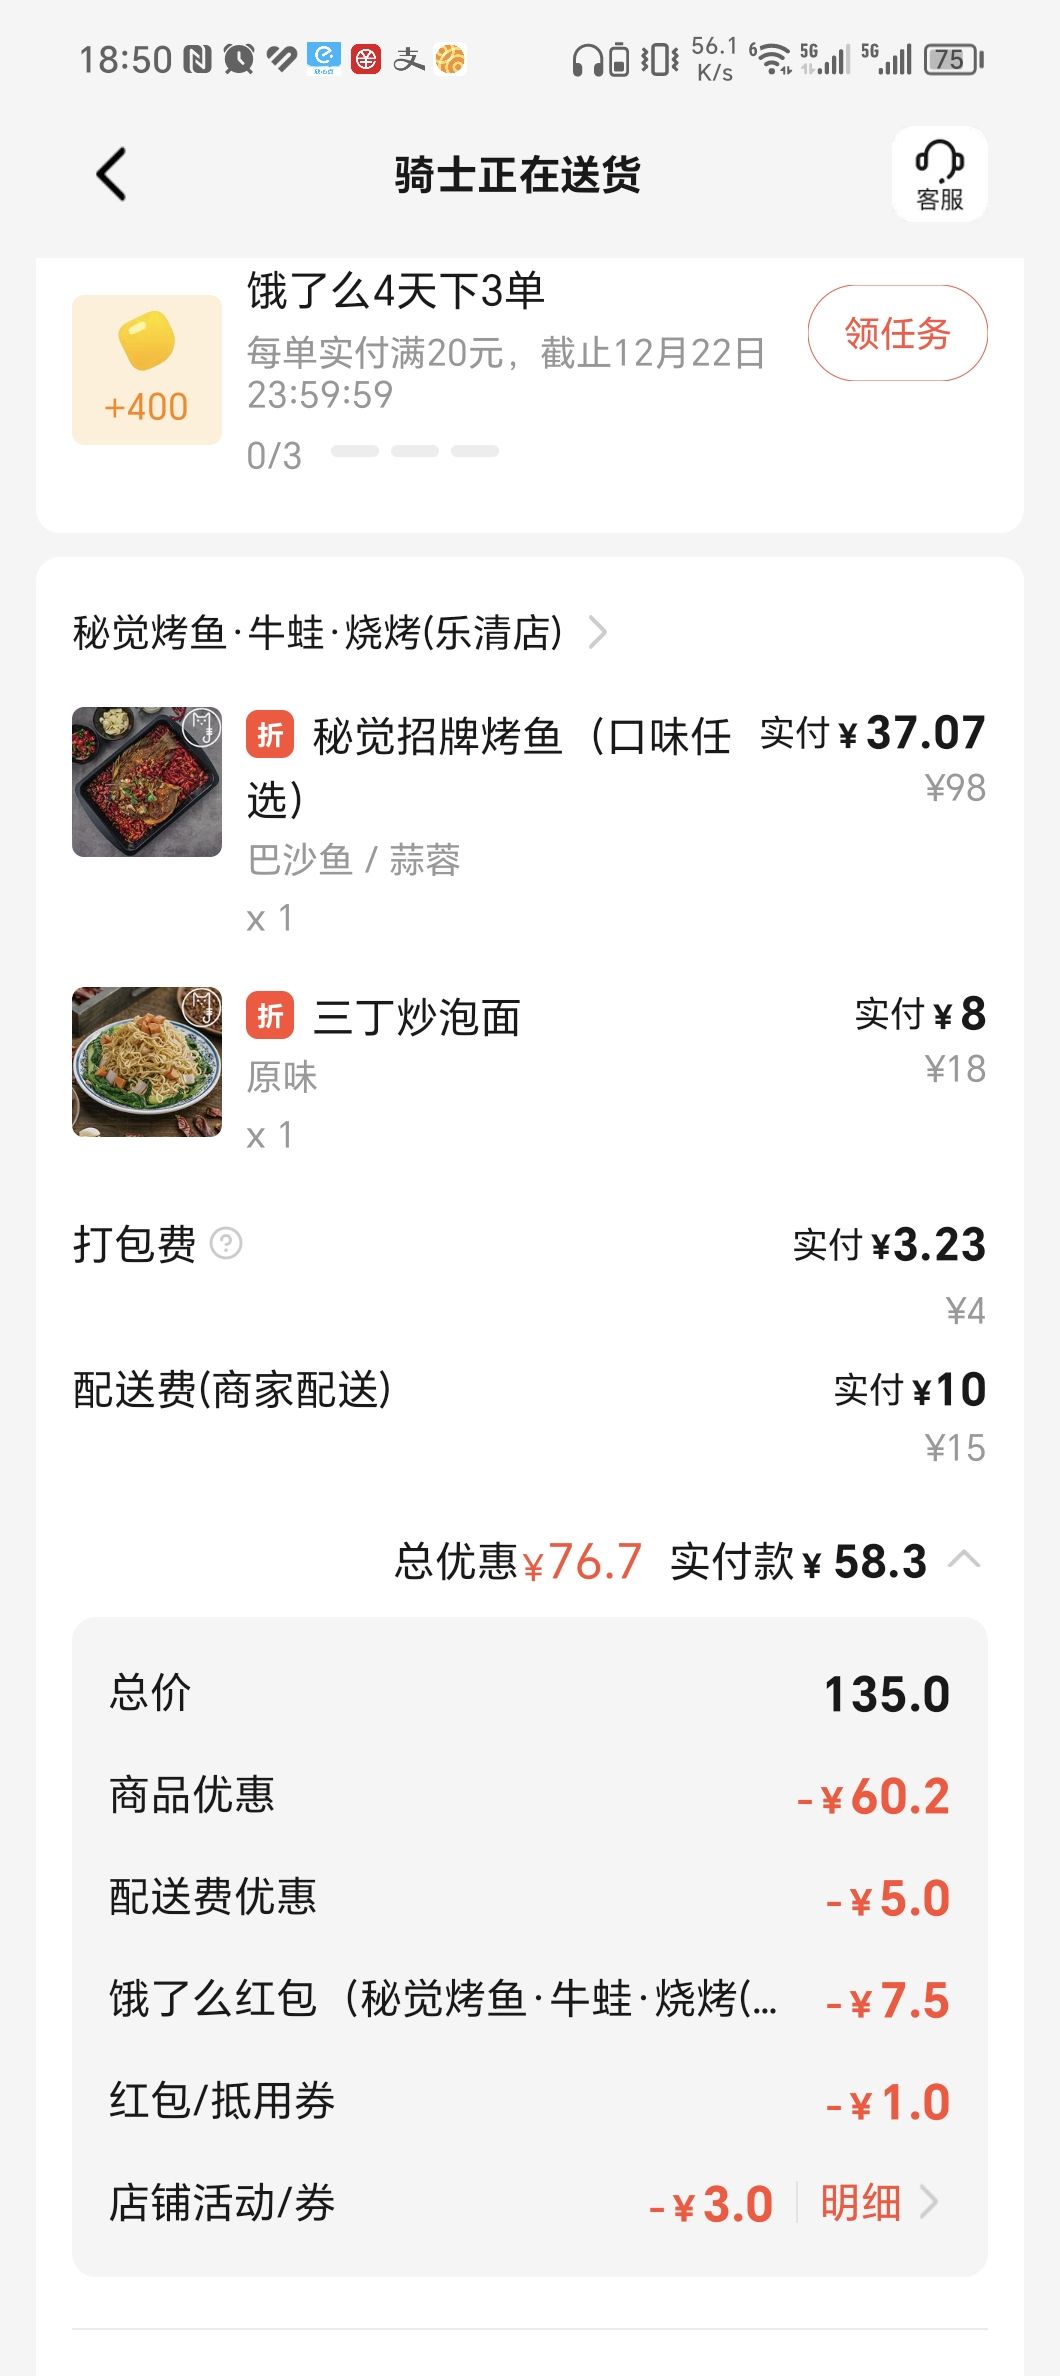 18:50
56.1
K/s
6
5G
5G
75
骑士正在送货
客服
饿了么4天下3单
领任务
每单实付满20元，截止12月22日
23:59:59
+400
0/3
秘觉烤鱼·牛蛙·烧烤(乐清店)
折 秘觉招牌烤鱼（口味任
选）
实付 ¥ 37.07
¥98
巴沙鱼 / 蒜蓉
x 1
折 三丁炒泡面
实付 ¥ 8
¥18
原味
x 1
打包费 ?
实付 ¥3.23
¥4
配送费(商家配送)
实付 ¥10
¥15
总优惠¥76.7 实付款 ¥ 58.3
总价 135.0
商品优惠 -¥60.2
配送费优惠 -¥5.0
饿了么红包（秘觉烤鱼·牛蛙·烧烤(... -¥7.5
红包/抵用券 -¥1.0
店铺活动/券 -¥3.0 明细